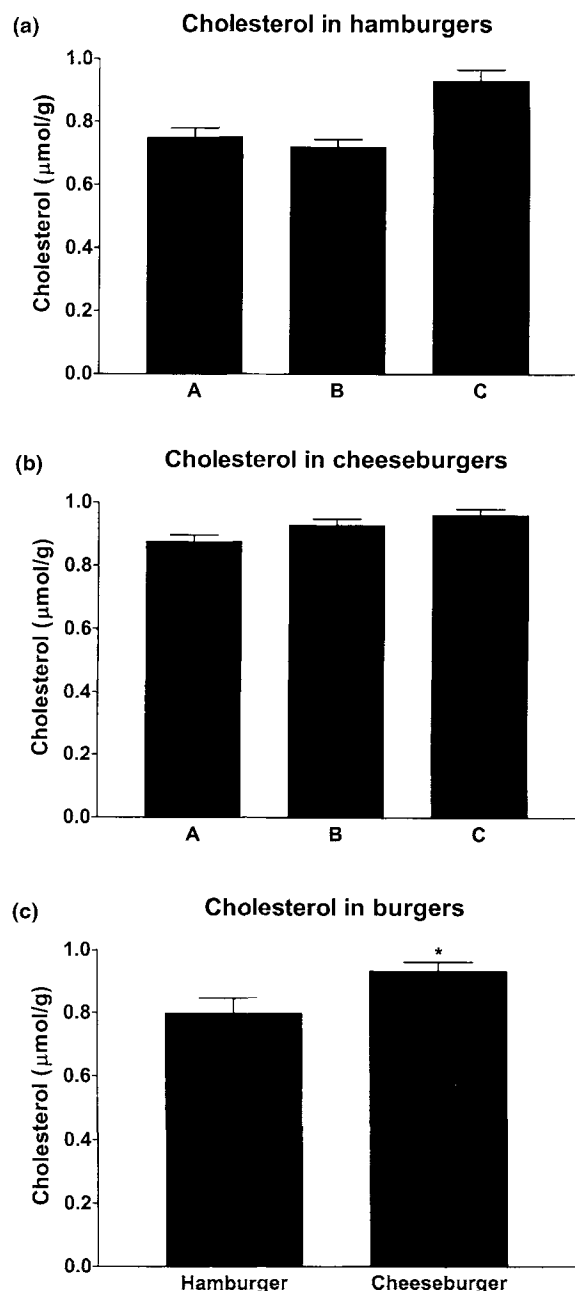 (a)
Cholesterol in hamburgers
Cholesterol (µmol/g)
1.0
0.8
0.6
0.4
0.2
0.0
A B C
(b)
Cholesterol in cheeseburgers
Cholesterol (µmol/g)
1.0
0.8
0.6
0.4
0.2
0.0
A B C
(c)
Cholesterol in burgers
Cholesterol (µmol/g)
1.0
0.8
0.6
0.4
0.2
0.0
*
Hamburger Cheeseburger